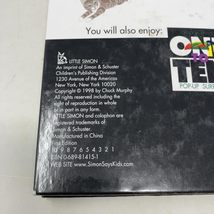 You will also enjoy:
LITTLE SIMON
An imprint of Simon & Schuster
Children's Publishing Division
1230 Avenue of the Americas
New York, New York 10020
Copyright © 1998 by Chuck Murphy
All rights reserved including the
right of reproduction in whole
or in part in any form.
LITTLE SIMON and colophon are
registered trademarks of
Simon & Schuster.
Manufactured in China
First Edition
10 9 8 7 6 5 4 3 2 1
ISBN 0-689-81415-1
WEB SITE www.SimonSaysKids.com
ON
TE
POP-UP SUR